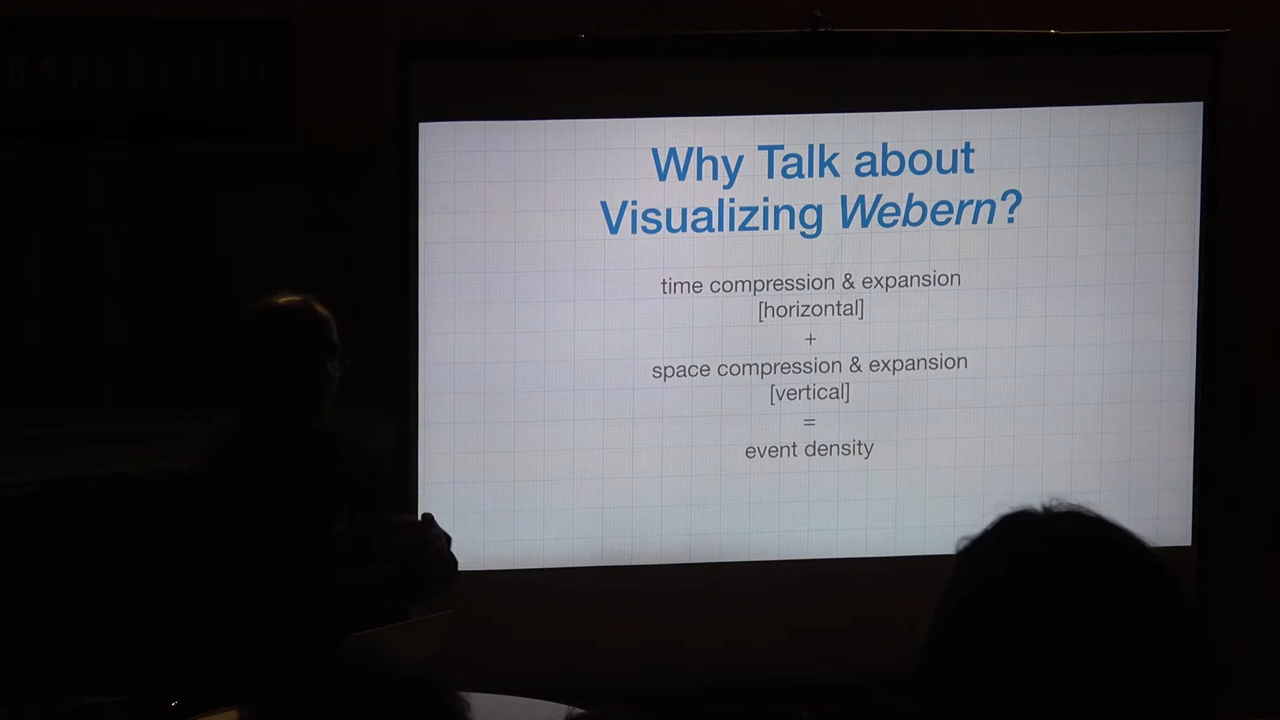 Why Talk about
Visualizing Webern?
time compression & expansion
[horizontal]
+
space compression & expansion
[vertical]
=
event density